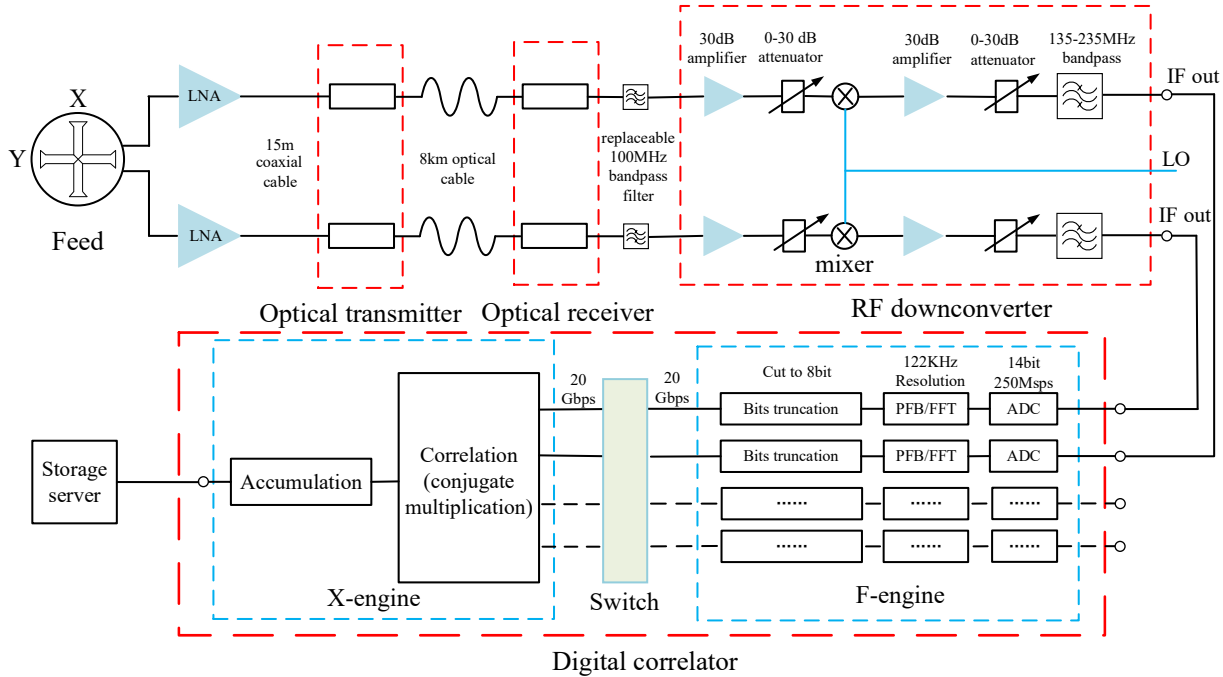 X
Y
Feed
LNA
LNA
15m
coaxial
cable
8km optical
cable
replaceable
100MHz
bandpass
filter
30dB
amplifier
0-30 dB
attenuator
30dB
amplifier
0-30dB
attenuator
135-235MHz
bandpass
IF out
LO
IF out
mixer
Optical transmitter
Optical receiver
RF downconverter
Storage
server
Accumulation
Correlation
(conjugate
multiplication)
X-engine
20
Gbps
20
Gbps
Switch
Cut to 8bit
122KHz
Resolution
14bit
250Msps
Bits truncation
PFB/FFT
ADC
Bits truncation
PFB/FFT
ADC
······
······
······
······
······
······
F-engine
Digital correlator